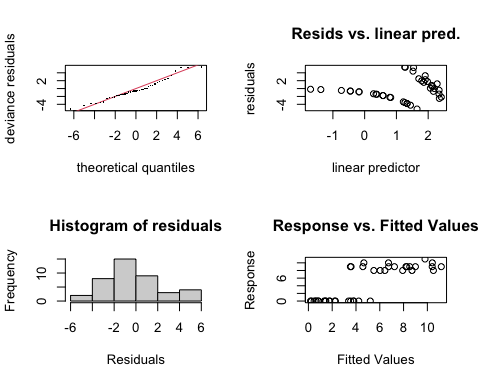 Resids vs. linear pred.
deviance residuals
2
-4
-6 -2 0 2 4 6
theoretical quantiles
residuals
2
-4
-1 0 1 2
linear predictor
Histogram of residuals
Response vs. Fitted Values
Frequency
0 10
-6 -2 0 2 4 6
Residuals
Response
0 6
0 2 4 6 8 10
Fitted Values